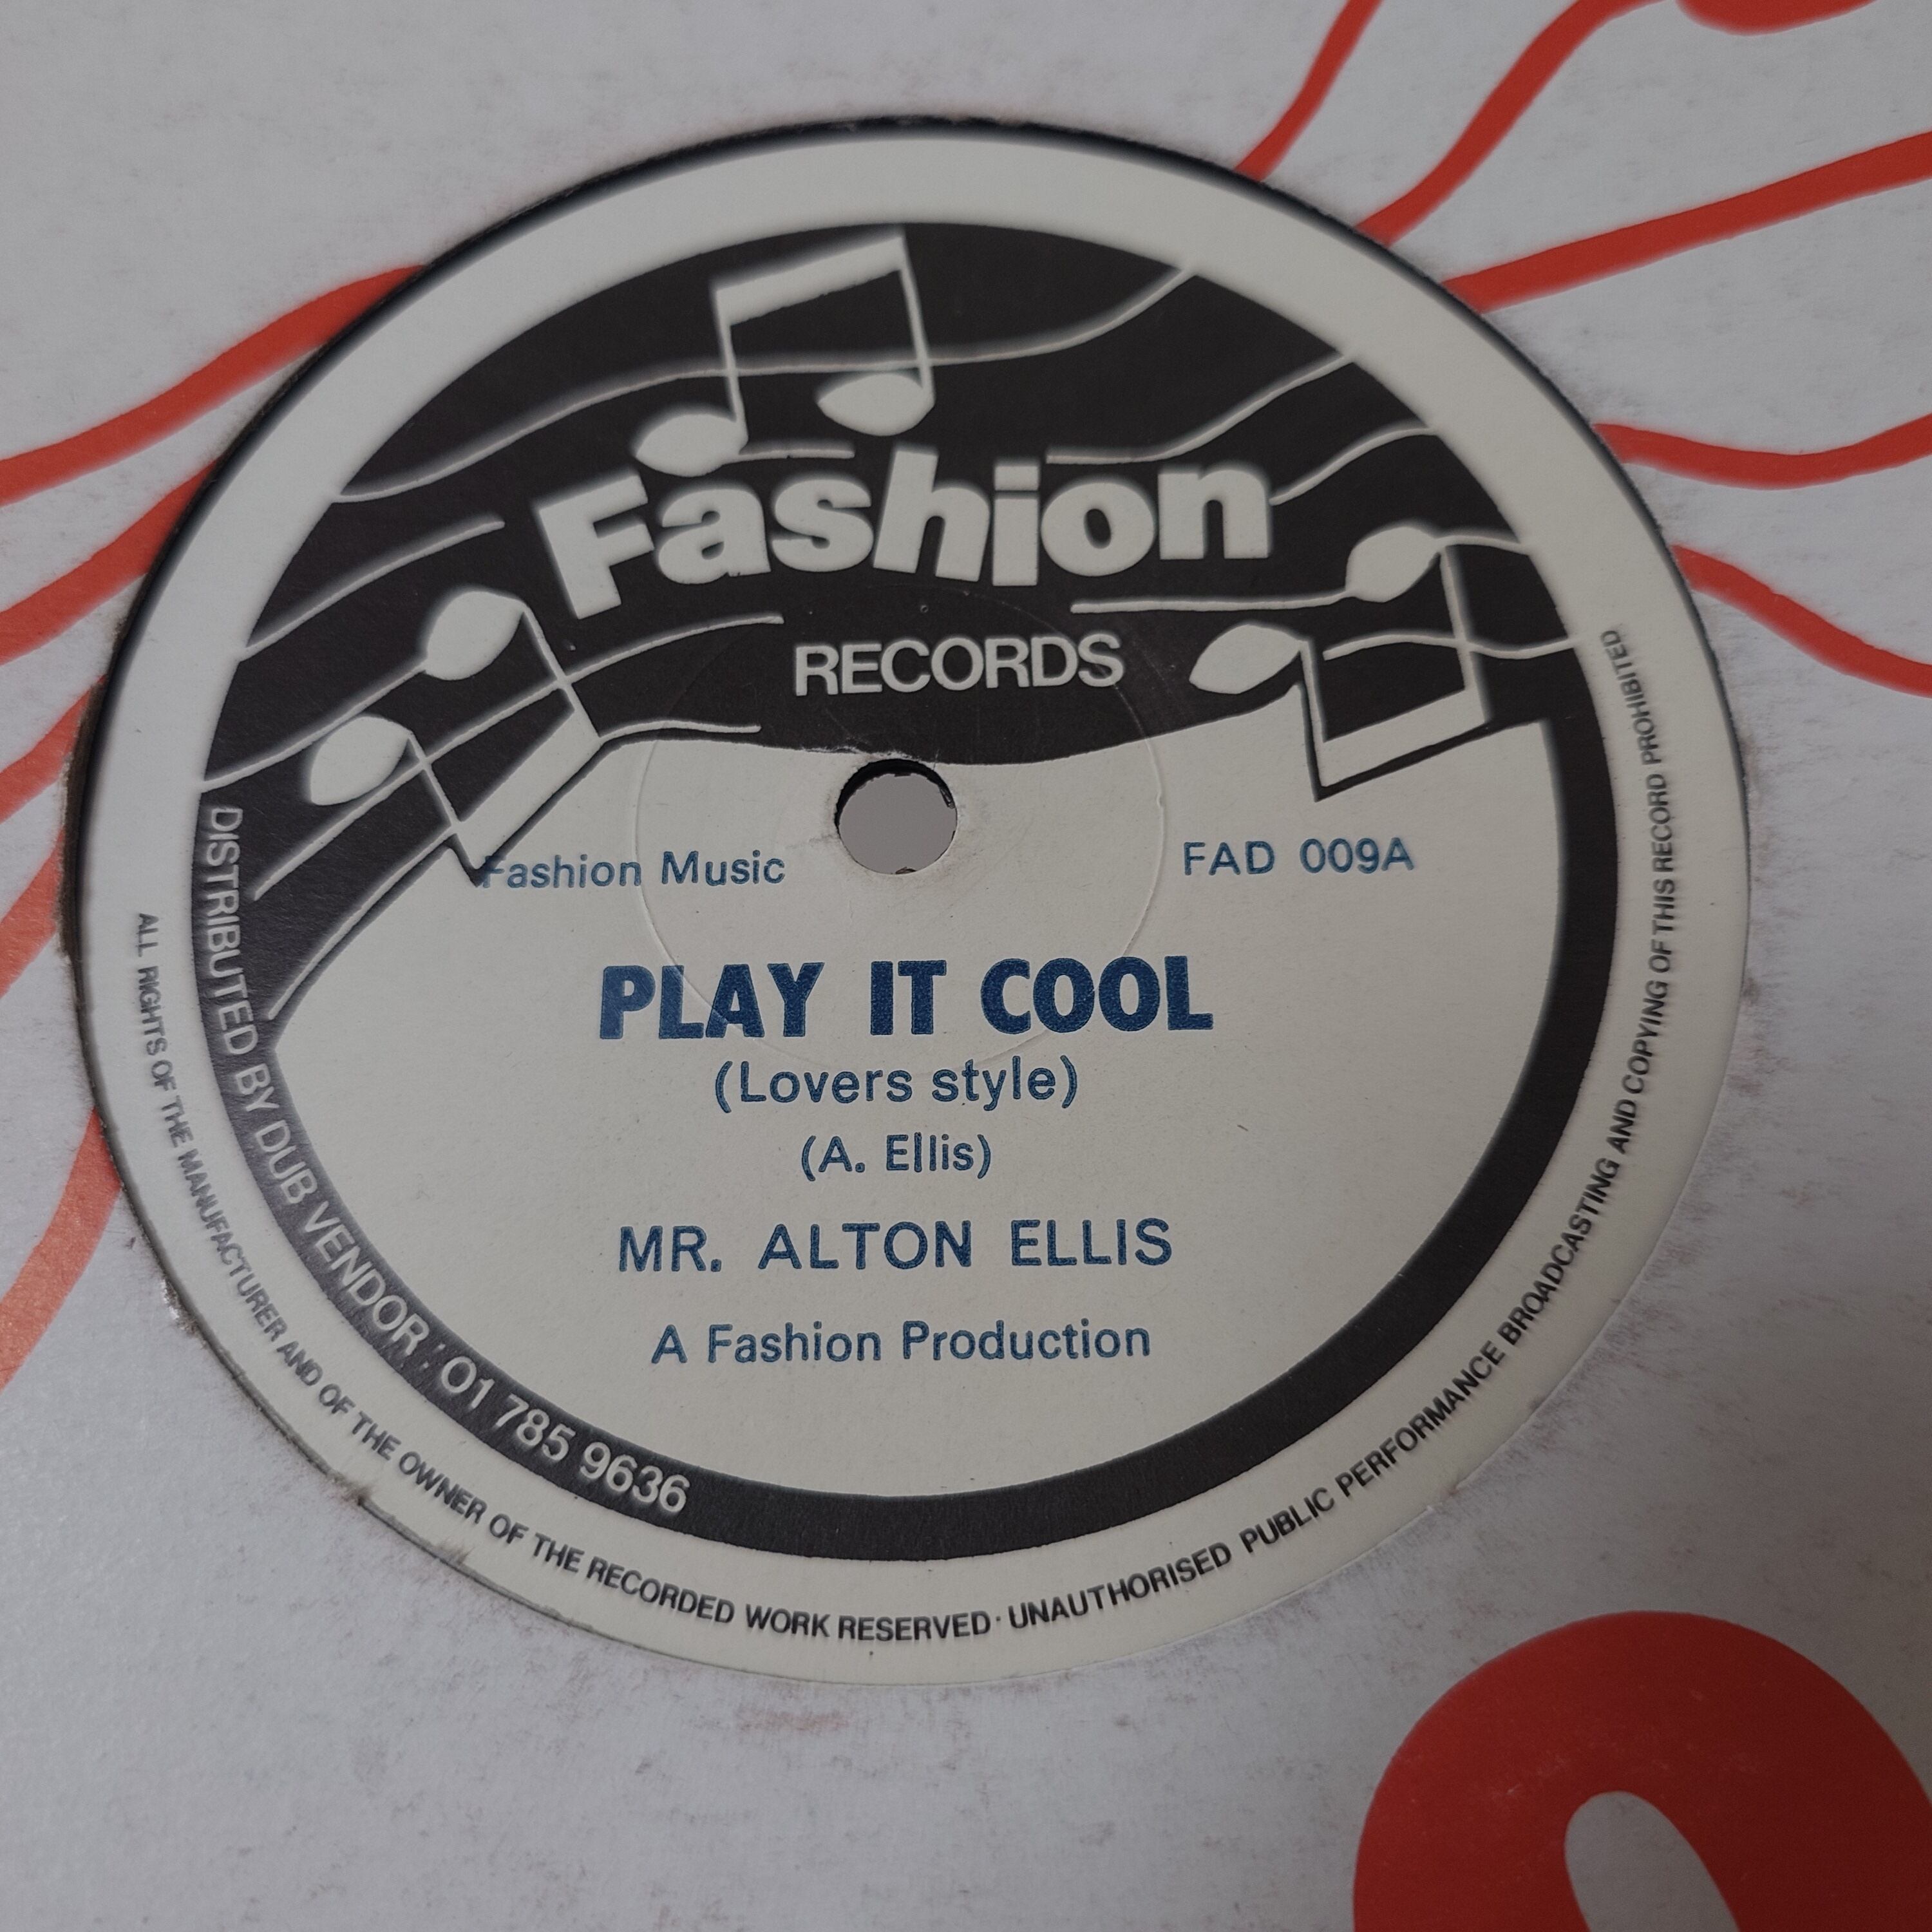 Fashion
RECORDS
Fashion Music
FAD 009A
PLAY IT COOL
(Lovers style)
(A. Ellis)
MR. ALTON ELLIS
A Fashion Production
DISTRIBUTED BY DUB VENDOR : 01 785 9636
ALL RIGHTS OF THE MANUFACTURER AND OF THE OWNER OF THE RECORDED WORK RESERVED · UNAUTHORISED PUBLIC PERFORMANCE BROADCASTING AND COPYING OF THIS RECORD PROHIBITED.